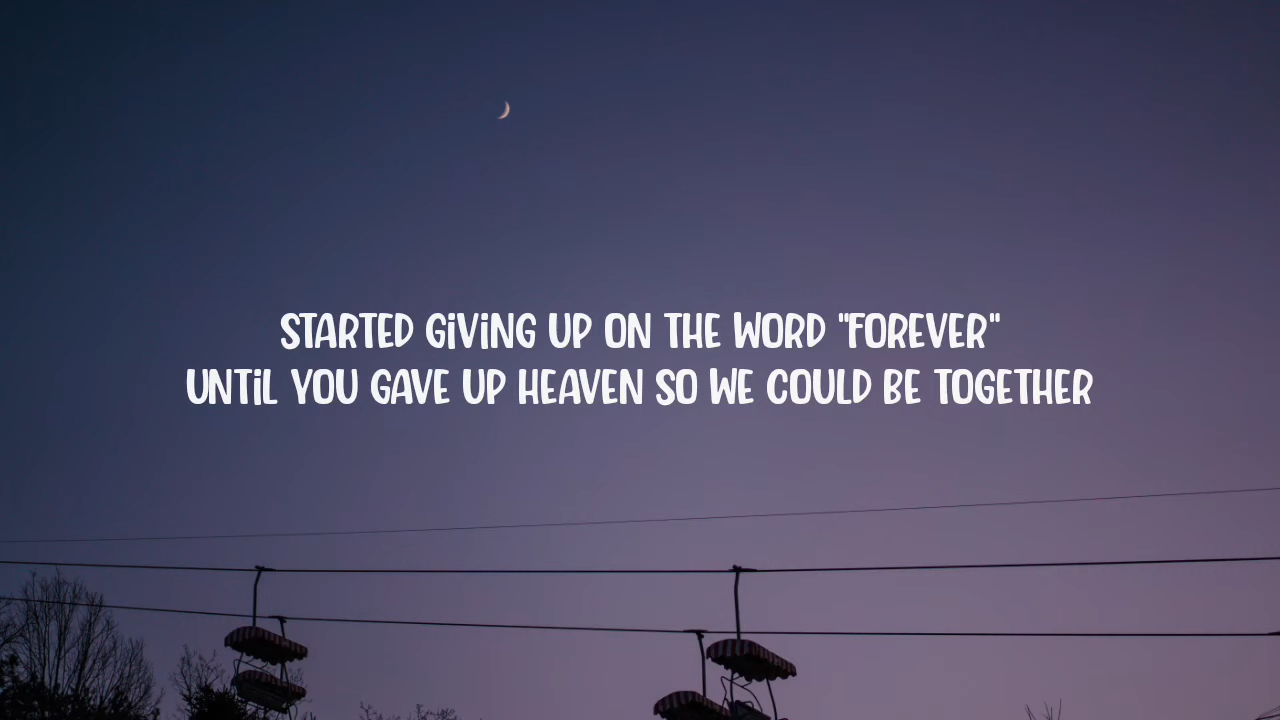 STARTED GiViNG UP ON THE WORD "FOREVER"
UNTiL YOU GAVE UP HEAVEN SO WE COULD BE TOGETHER